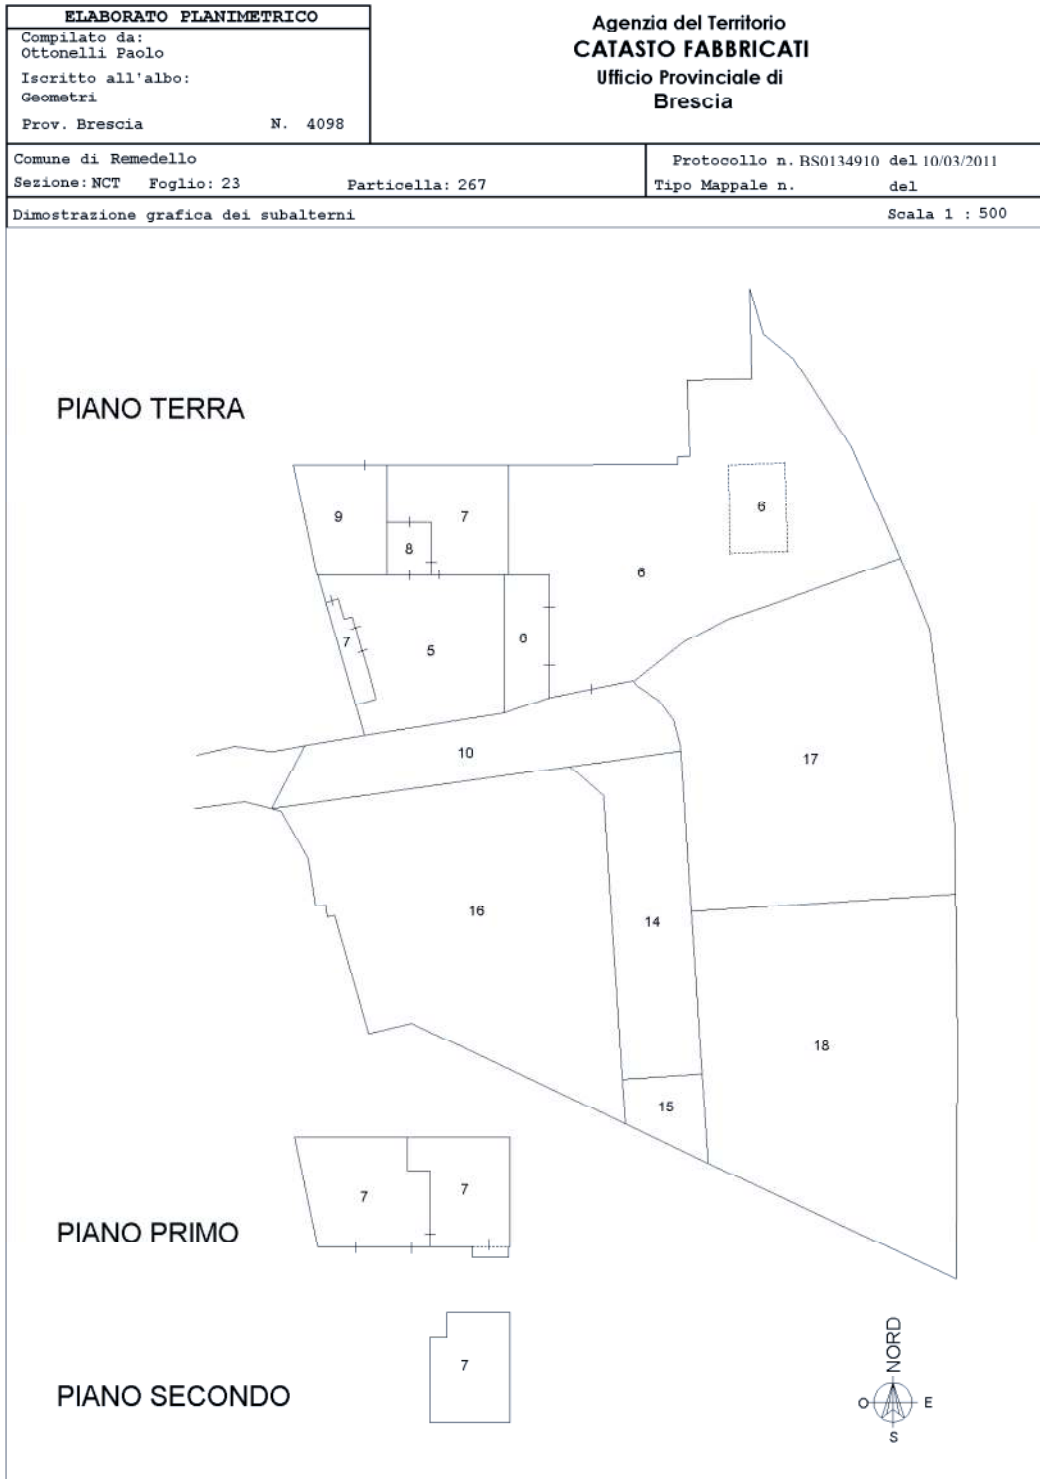 ELABORATO PLANIMETRICO
Compilato da:
Ottonelli Paolo
Iscritto all'albo:
Geometri
Prov. Brescia N. 4098
Agenzia del Territorio
CATASTO FABBRICATI
Ufficio Provinciale di
Brescia
Comune di Remedello
Sezione: NCT Foglio: 23 Particella: 267
Protocollo n. BS0134910 del 10/03/2011
Tipo Mappale n. del
Dimostrazione grafica dei subalterni Scala 1 : 500
PIANO TERRA
9
7
6
8
6
7
5
6
10
17
16
14
18
15
7
7
PIANO PRIMO
7
PIANO SECONDO
NORD
O
E
S